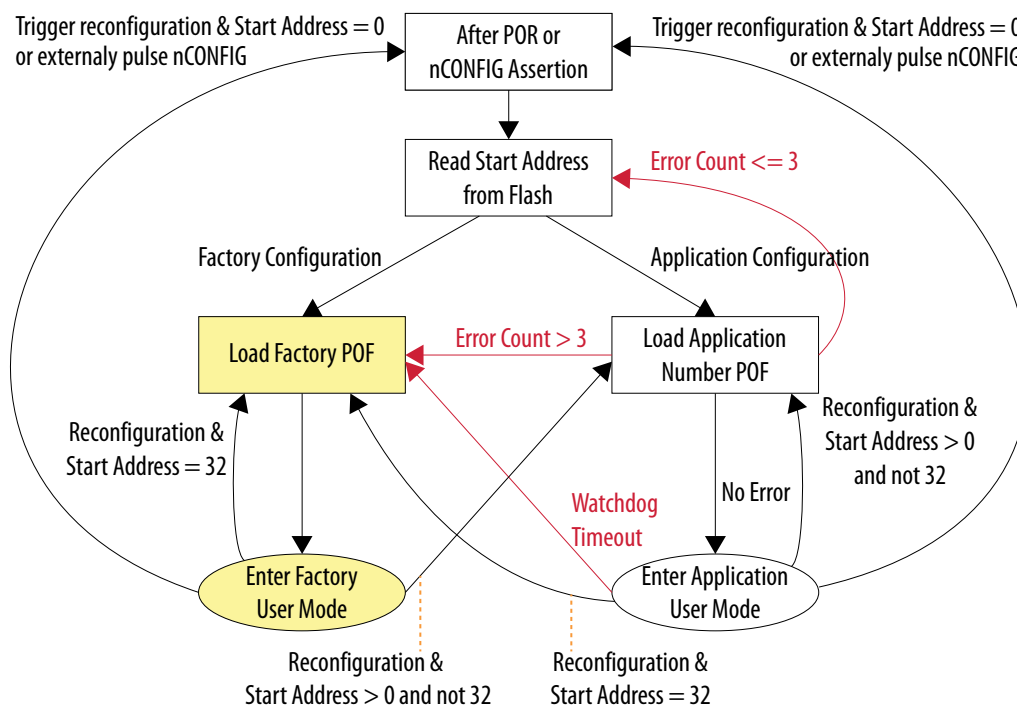 Trigger reconfiguration & Start Address = 0
or externaly pulse nCONFIG
After POR or
nCONFIG Assertion
Trigger reconfiguration & Start Address = 0
or externaly pulse nCONFIG
Read Start Address
from Flash
Error Count <= 3
Factory Configuration
Application Configuration
Load Factory POF
Error Count > 3
Load Application
Number POF
Reconfiguration &
Start Address = 32
Reconfiguration &
Start Address > 0
and not 32
Watchdog
Timeout
No Error
Enter Factory
User Mode
Enter Application
User Mode
Reconfiguration &
Start Address > 0 and not 32
Reconfiguration &
Start Address = 32